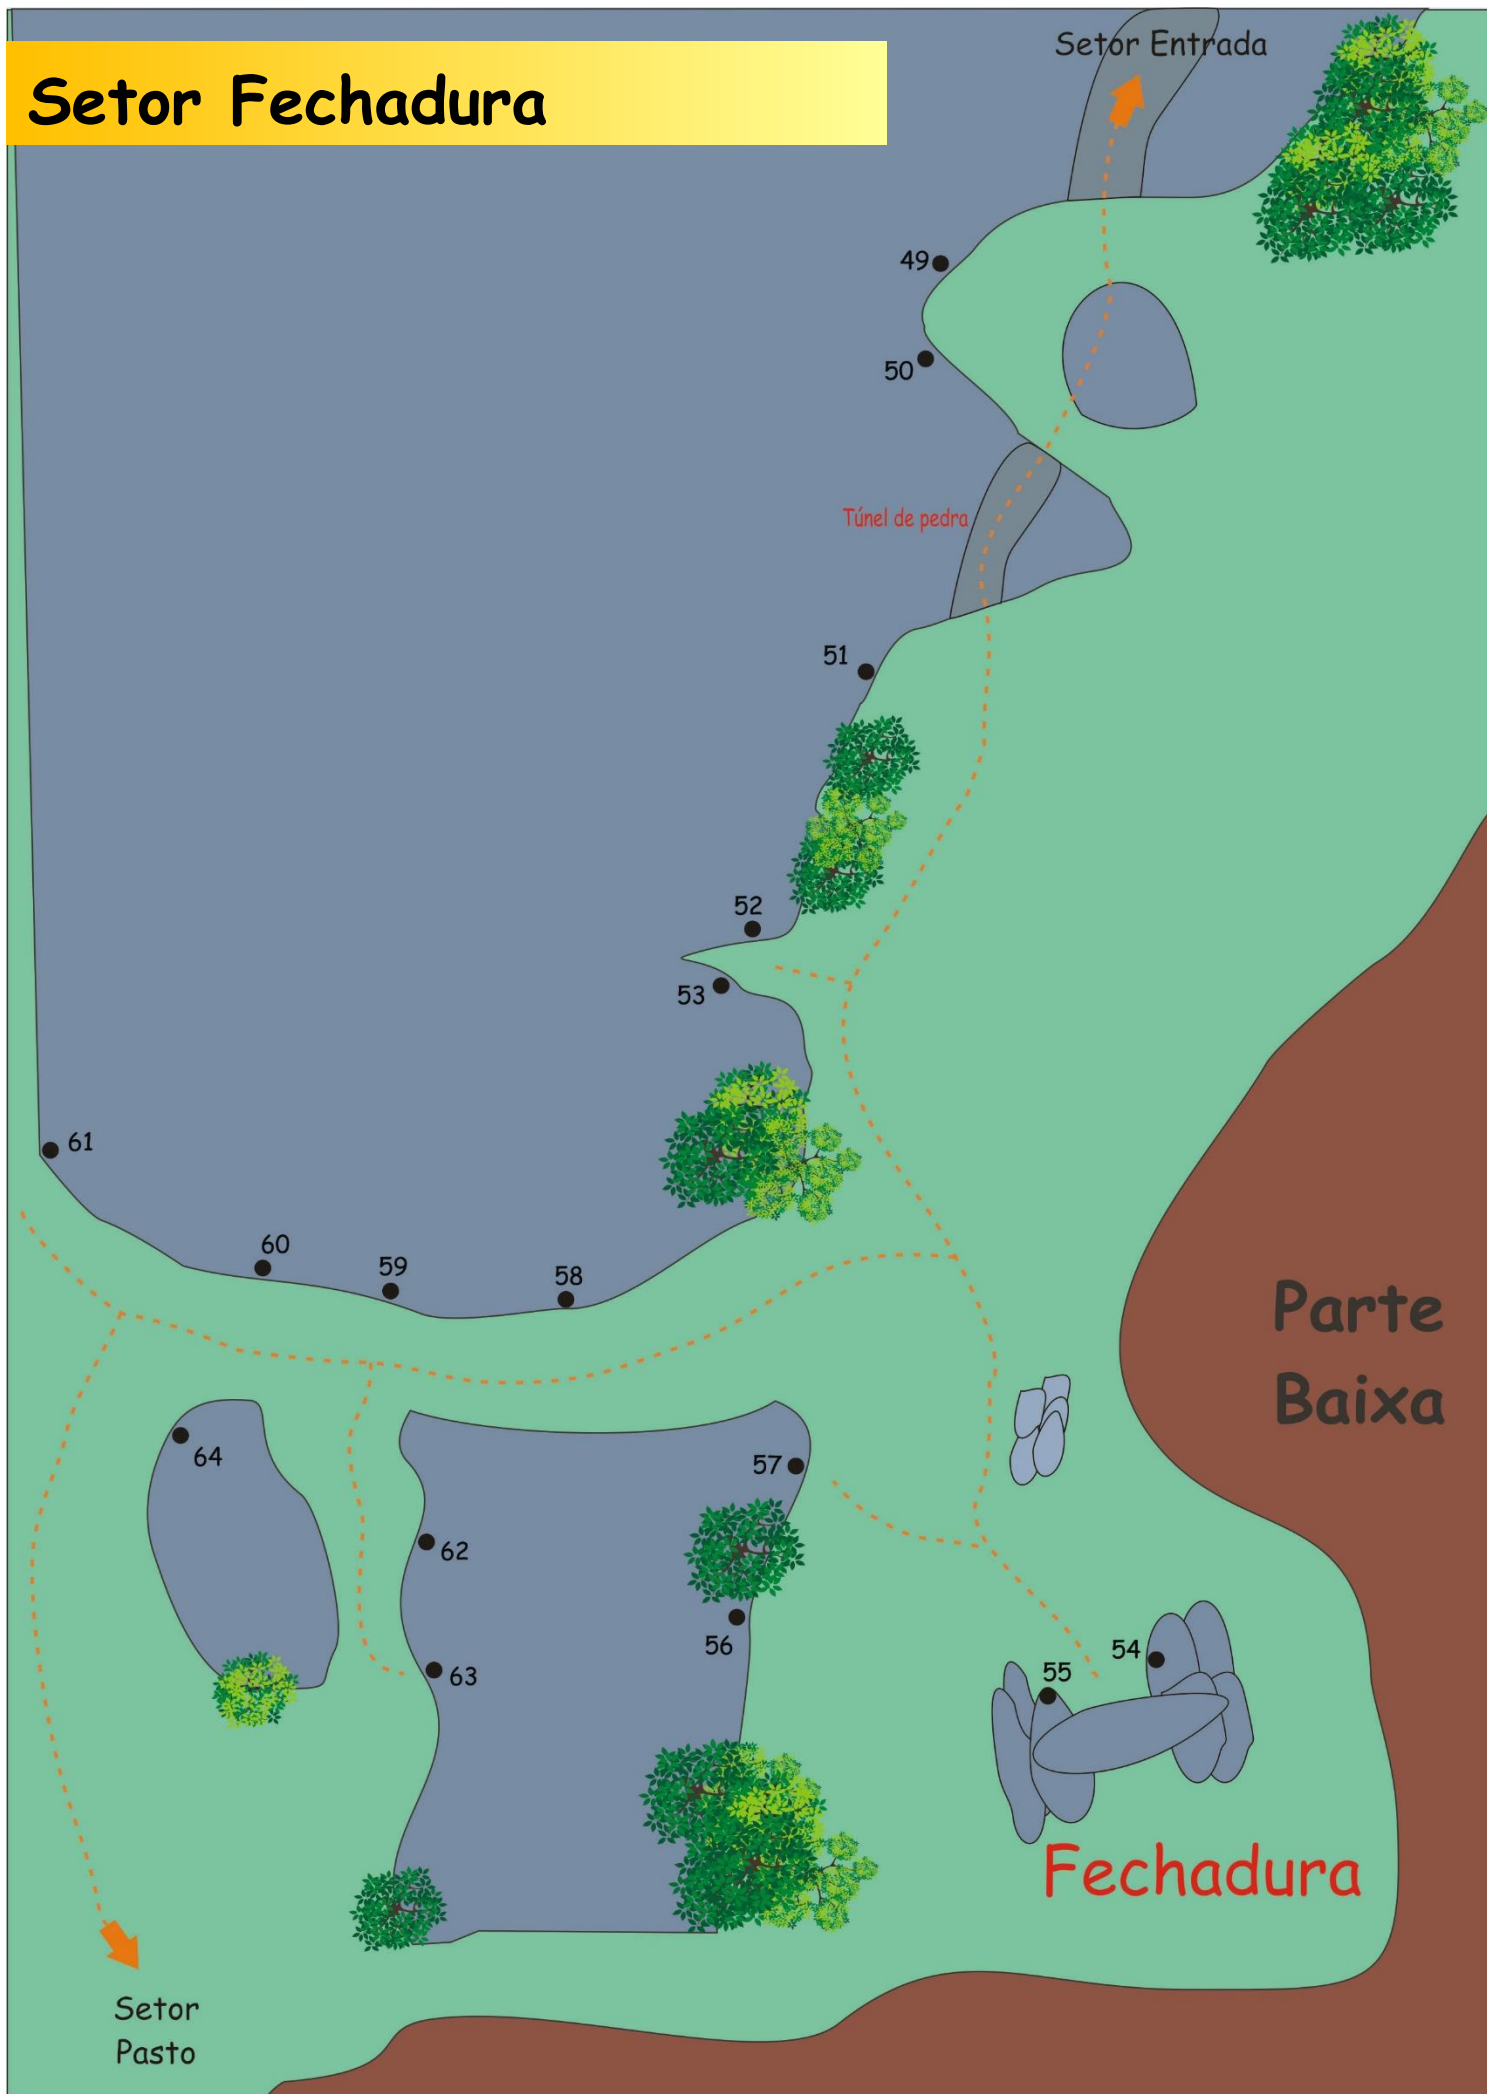 Setor Entrada
Setor Fechadura
49
50
Túnel de pedra
51
52
53
61
60
59
58
Parte
Baixa
64
57
62
56
63
54
55
Fechadura
Setor
Pasto